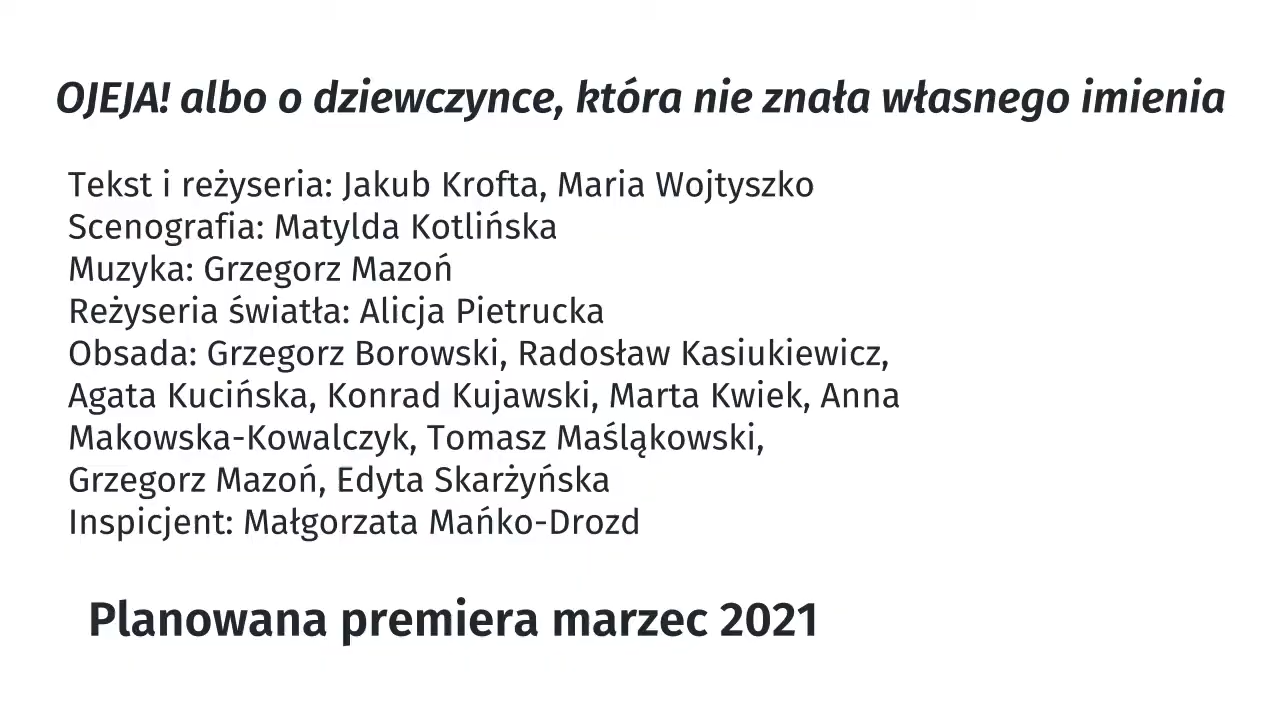 OJEJA! albo o dziewczynce, która nie znała własnego imienia
Tekst i reżyseria: Jakub Krofta, Maria Wojtyszko
Scenografia: Matylda Kotlińska
Muzyka: Grzegorz Mazoń
Reżyseria światła: Alicja Pietrucka
Obsada: Grzegorz Borowski, Radosław Kasiukiewicz,
Agata Kucińska, Konrad Kujawski, Marta Kwiek, Anna
Makowska-Kowalczyk, Tomasz Maśląkowski,
Grzegorz Mazoń, Edyta Skarżyńska
Inspicjent: Małgorzata Mańko-Drozd
Planowana premiera marzec 2021